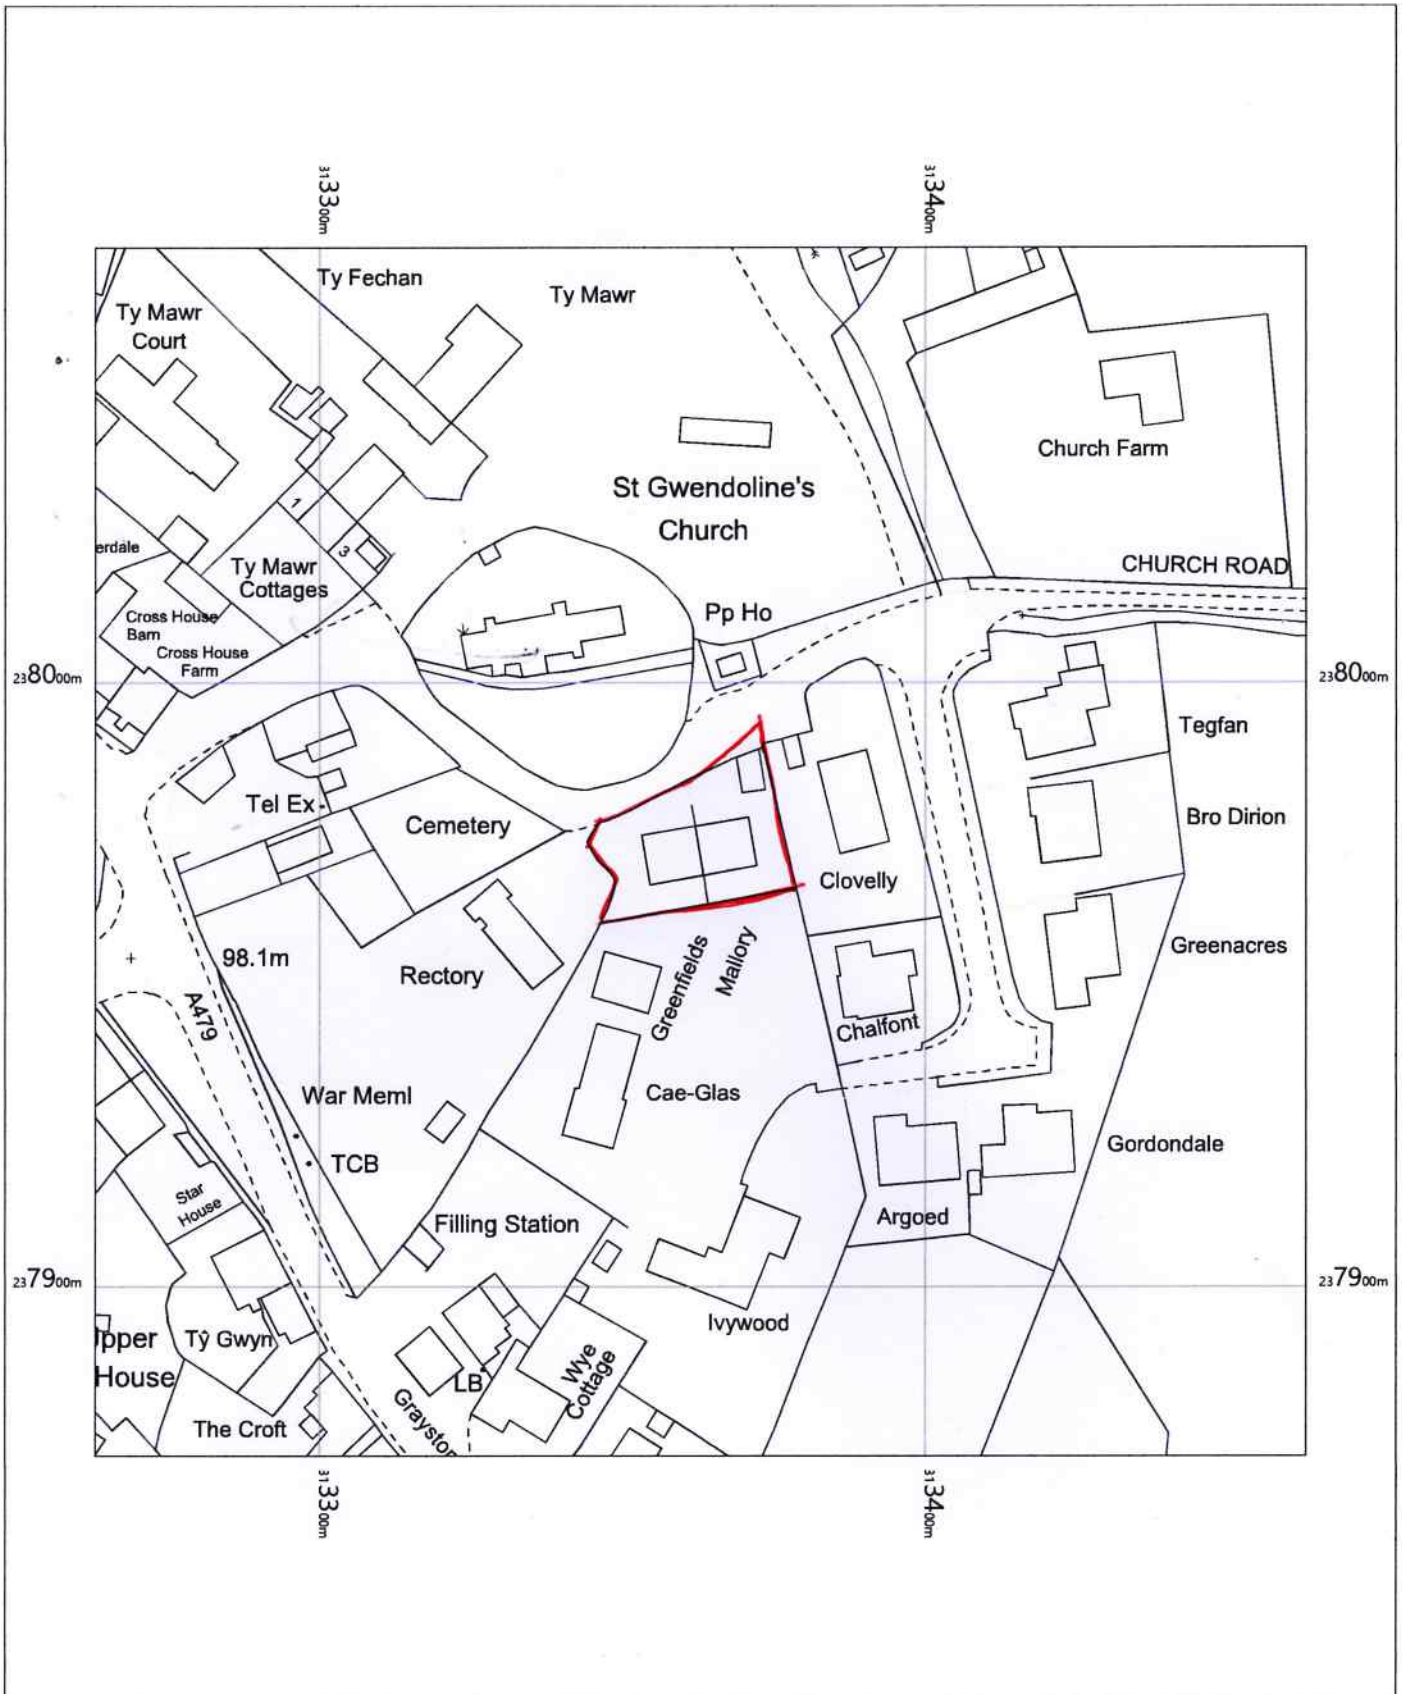 313300m
313400m
Ty Fechan
Ty Mawr
Ty Mawr
Court
Church Farm
St Gwendoline's
Church
1
3
erdale
Ty Mawr
Cottages
CHURCH ROAD
Cross House
Barn
Cross House
Farm
Pp Ho
238000m
238000m
Tegfan
Tel Ex
Cemetery
Bro Dirion
Clovelly
Greenacres
98.1m
Rectory
Greenfields
Mallory
A479
Chalfont
War Meml
Cae-Glas
TCB
Gordondale
Star
House
Filling Station
Argoed
237900m
237900m
Ivywood
Upper
House
Tŷ Gwyn
LB
Wye
Cottage
The Croft
Grayston
313300m
313400m